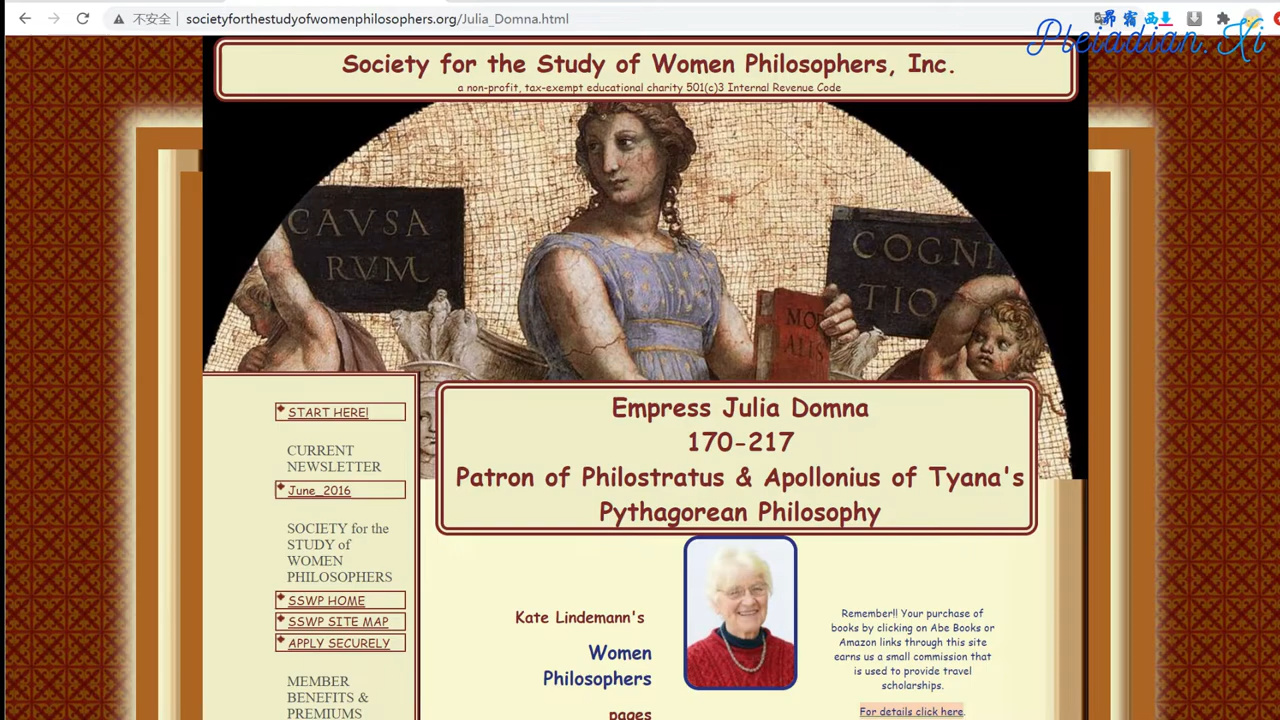 不安全
societyforthestudyofwomenphilosophers.org/Julia_Domna.html
昴宿西
Pleiadian.Xi
Society for the Study of Women Philosophers, Inc.
a non-profit, tax-exempt educational charity 501(c)3 Internal Revenue Code
CAVSA
RVM
COGNI
TIO
MOR
ALIS
START HERE!
CURRENT
NEWSLETTER
June_2016
SOCIETY for the
STUDY of
WOMEN
PHILOSOPHERS
SSWP HOME
SSWP SITE MAP
APPLY SECURELY
MEMBER
BENEFITS &
PREMIUMS
Empress Julia Domna
170-217
Patron of Philostratus & Apollonius of Tyana's
Pythagorean Philosophy
Kate Lindemann's
Women
Philosophers
pages
Remember!! Your purchase of
books by clicking on Abe Books or
Amazon links through this site
earns us a small commission that
is used to provide travel
scholarships.
For details click here.